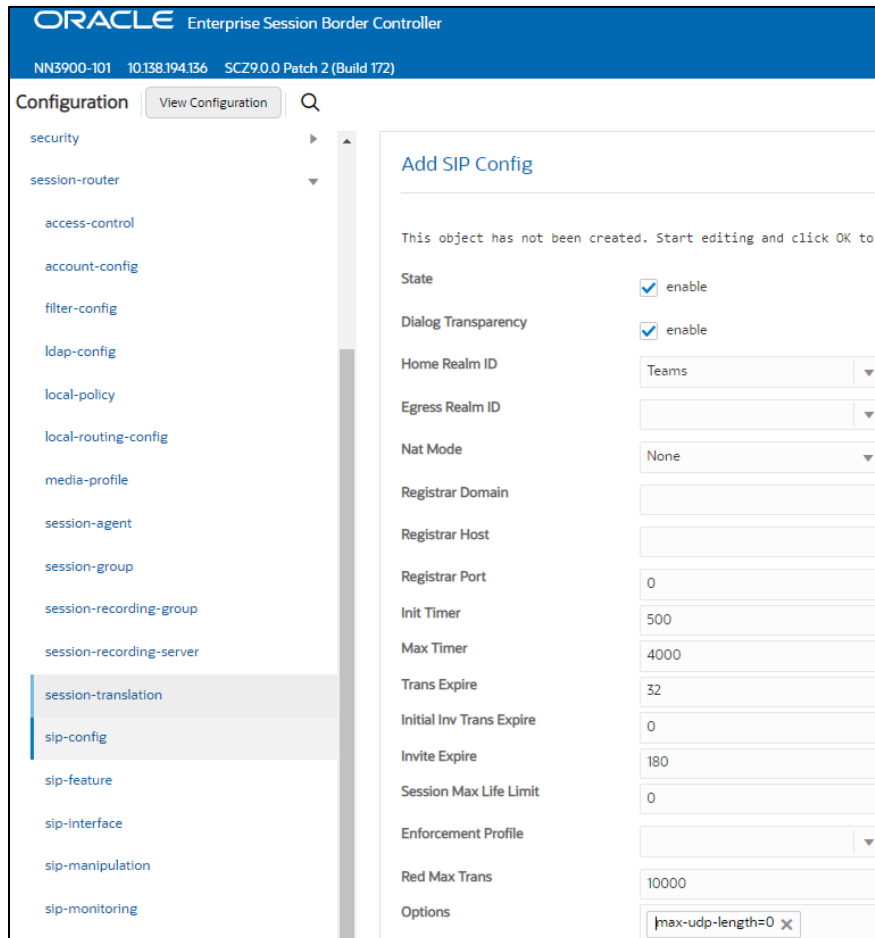 ORACLE Enterprise Session Border Controller
NN3900-101 10.138.194.136 SCZ9.0.0 Patch 2 (Build 172)
Configuration View Configuration
security
session-router
access-control
account-config
filter-config
ldap-config
local-policy
local-routing-config
media-profile
session-agent
session-group
session-recording-group
session-recording-server
session-translation
sip-config
sip-feature
sip-interface
sip-manipulation
sip-monitoring
Add SIP Config
This object has not been created. Start editing and click OK to
State enable
Dialog Transparency enable
Home Realm ID Teams
Egress Realm ID
Nat Mode None
Registrar Domain
Registrar Host
Registrar Port 0
Init Timer 500
Max Timer 4000
Trans Expire 32
Initial Inv Trans Expire 0
Invite Expire 180
Session Max Life Limit 0
Enforcement Profile
Red Max Trans 10000
Options max-udp-length=0